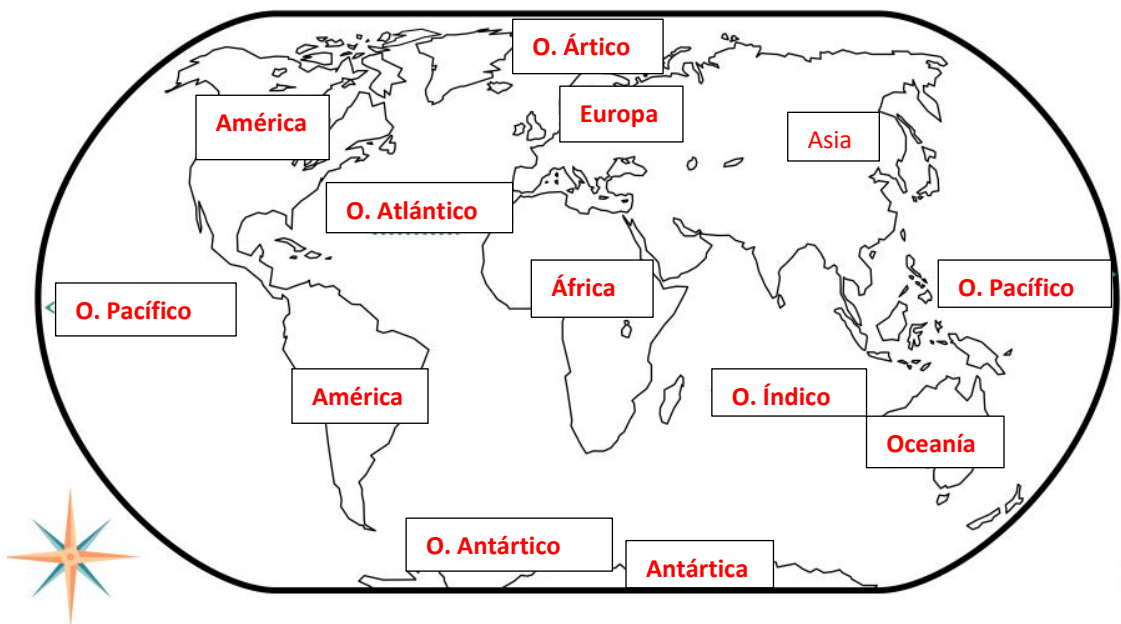 O. Ártico
Europa
América
Asia
O. Atlántico
África
O. Pacífico
O. Pacífico
América
O. Índico
Oceanía
O. Antártico
Antártica